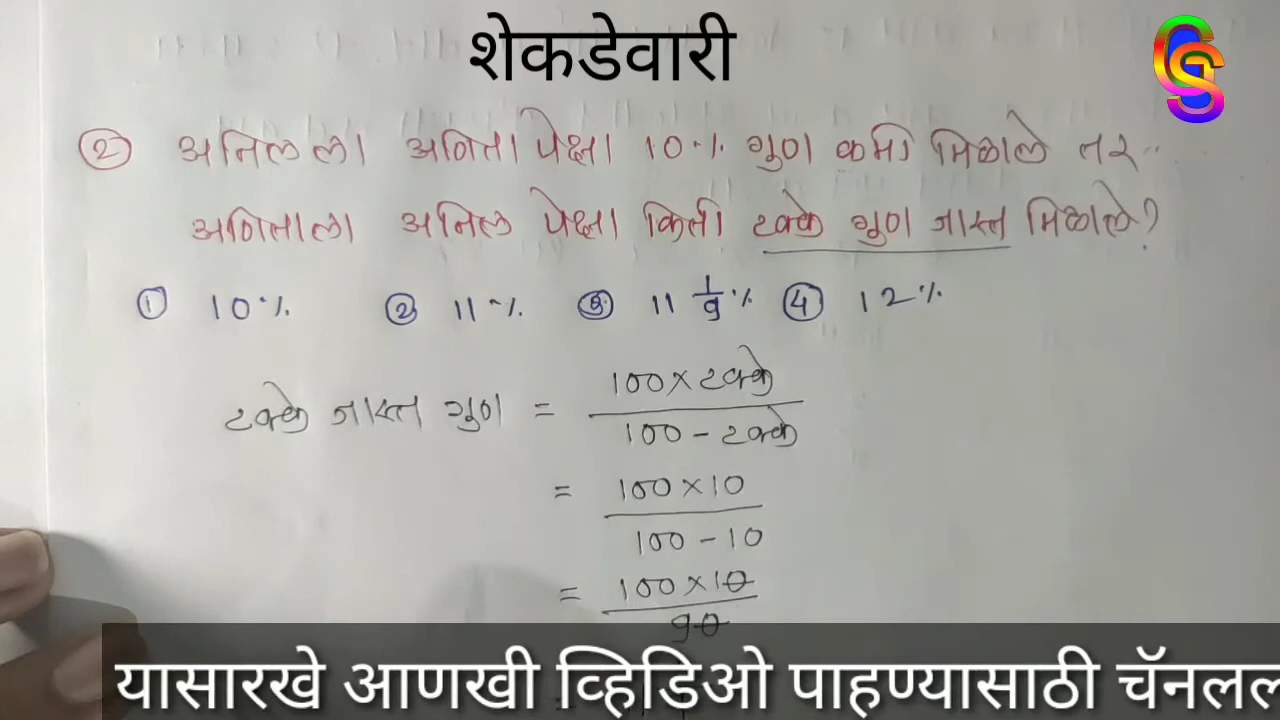 शेकडेवारी
GS
② अनिल ला अनिता पेक्षा 10% गुण कमी मिळाले तर
अनिताला अनिल पेक्षा किती टक्के गुण जास्त मिळाले?
① 10% ② 11% ③ 11 1/9 % ④ 12%
टक्के जास्त गुण = 100 × टक्के / 100 - टक्के
= 100 × 10 / 100 - 10
= 100 × 10 / 90
यासारखे आणखी व्हिडिओ पाहण्यासाठी चॅनलल